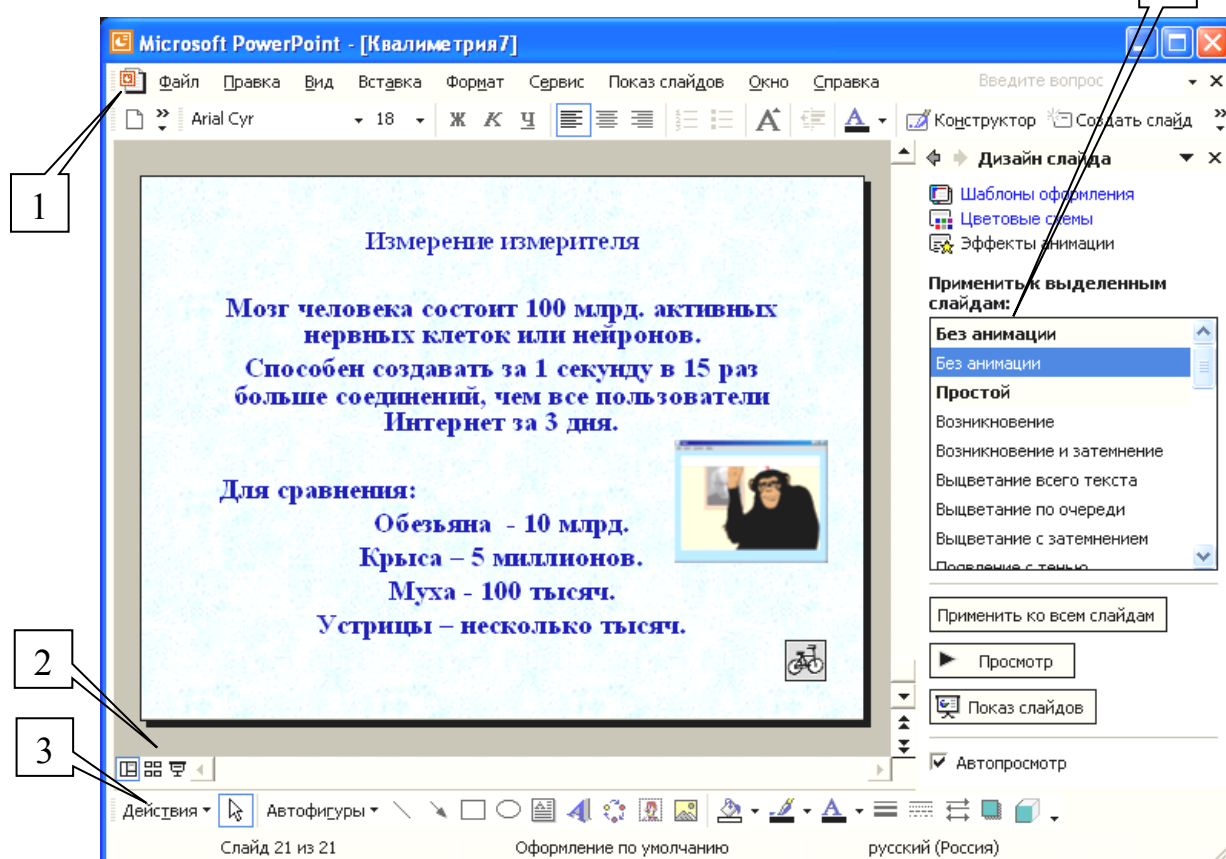 Microsoft PowerPoint - [Квалиметрия7]
Файл Правка Вид Вставка Формат Сервис Показ слайдов Окно Справка Введите вопрос
Arial Cyr 18 Ж К Ч А А Конструктор Создать слайд
Дизайн слайда
1
Шаблоны оформления
Цветовые схемы
Эффекты анимации
Измерение измерителя
Мозг человека состоит 100 млрд. активных
нервных клеток или нейронов.
Способен создавать за 1 секунду в 15 раз
больше соединений, чем все пользователи
Интернет за 3 дня.
Для сравнения:
Обезьяна - 10 млрд.
Крыса – 5 миллионов.
Муха - 100 тысяч.
Устрицы – несколько тысяч.
Применить к выделенным
слайдам:
Без анимации
Без анимации
Простой
Возникновение
Возникновение и затемнение
Выцветание всего текста
Выцветание по очереди
Выцветание с затемнением
Появление с тенью
Применить ко всем слайдам
Просмотр
Показ слайдов
Автопросмотр
2
3
Действия Автофигуры
Слайд 21 из 21 Оформление по умолчанию русский (Россия)